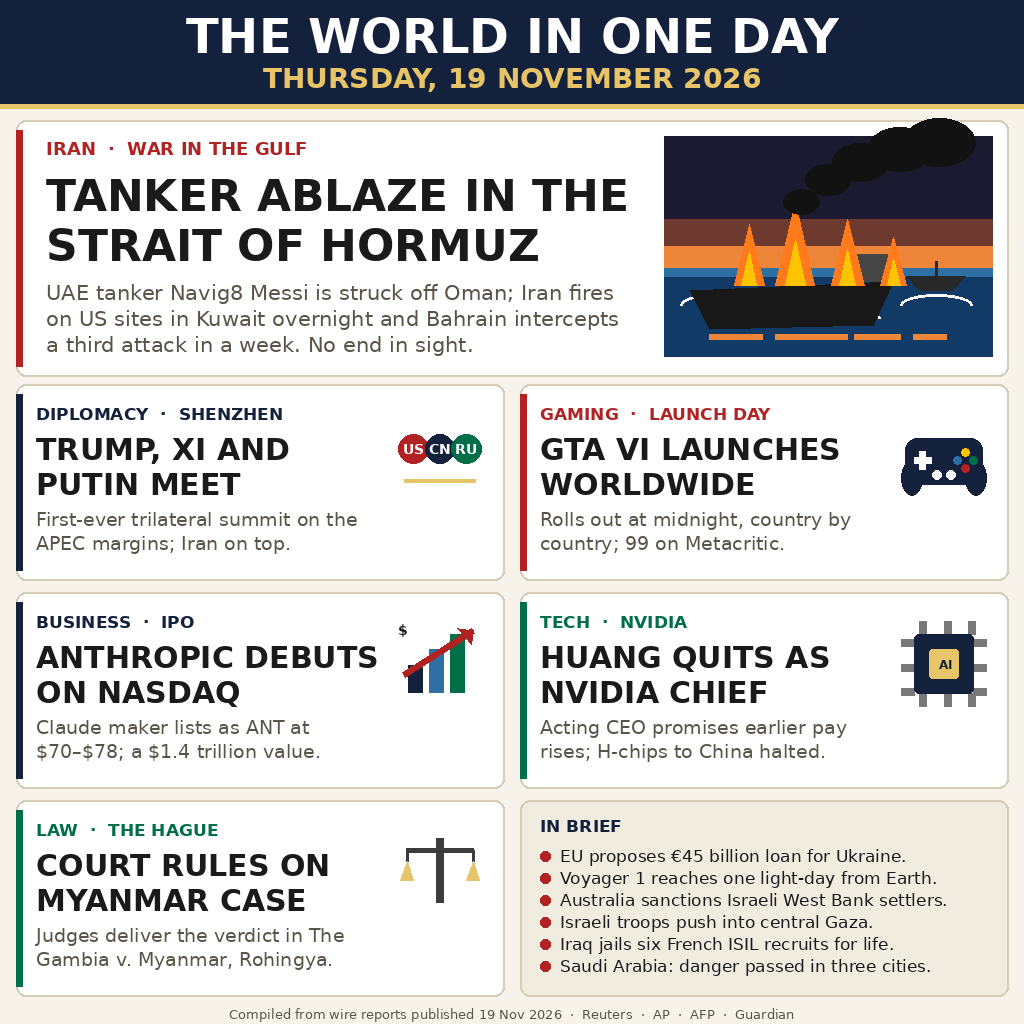 THE WORLD IN ONE DAY
THURSDAY, 19 NOVEMBER 2026
IRAN · WAR IN THE GULF
TANKER ABLAZE IN THE
STRAIT OF HORMUZ
UAE tanker Navig8 Messi is struck off Oman; Iran fires
on US sites in Kuwait overnight and Bahrain intercepts
a third attack in a week. No end in sight.
DIPLOMACY · SHENZHEN
TRUMP, XI AND
PUTIN MEET
First-ever trilateral summit on the
APEC margins; Iran on top.
US CN RU
GAMING · LAUNCH DAY
GTA VI LAUNCHES
WORLDWIDE
Rolls out at midnight, country by
country; 99 on Metacritic.
BUSINESS · IPO
ANTHROPIC DEBUTS
ON NASDAQ
Claude maker lists as ANT at
$70–$78; a $1.4 trillion value.
$
TECH · NVIDIA
HUANG QUITS AS
NVIDIA CHIEF
Acting CEO promises earlier pay
rises; H-chips to China halted.
AI
LAW · THE HAGUE
COURT RULES ON
MYANMAR CASE
Judges deliver the verdict in The
Gambia v. Myanmar, Rohingya.
IN BRIEF
EU proposes €45 billion loan for Ukraine.
Voyager 1 reaches one light-day from Earth.
Australia sanctions Israeli West Bank settlers.
Israeli troops push into central Gaza.
Iraq jails six French ISIL recruits for life.
Saudi Arabia: danger passed in three cities.
Compiled from wire reports published 19 Nov 2026 · Reuters · AP · AFP · Guardian